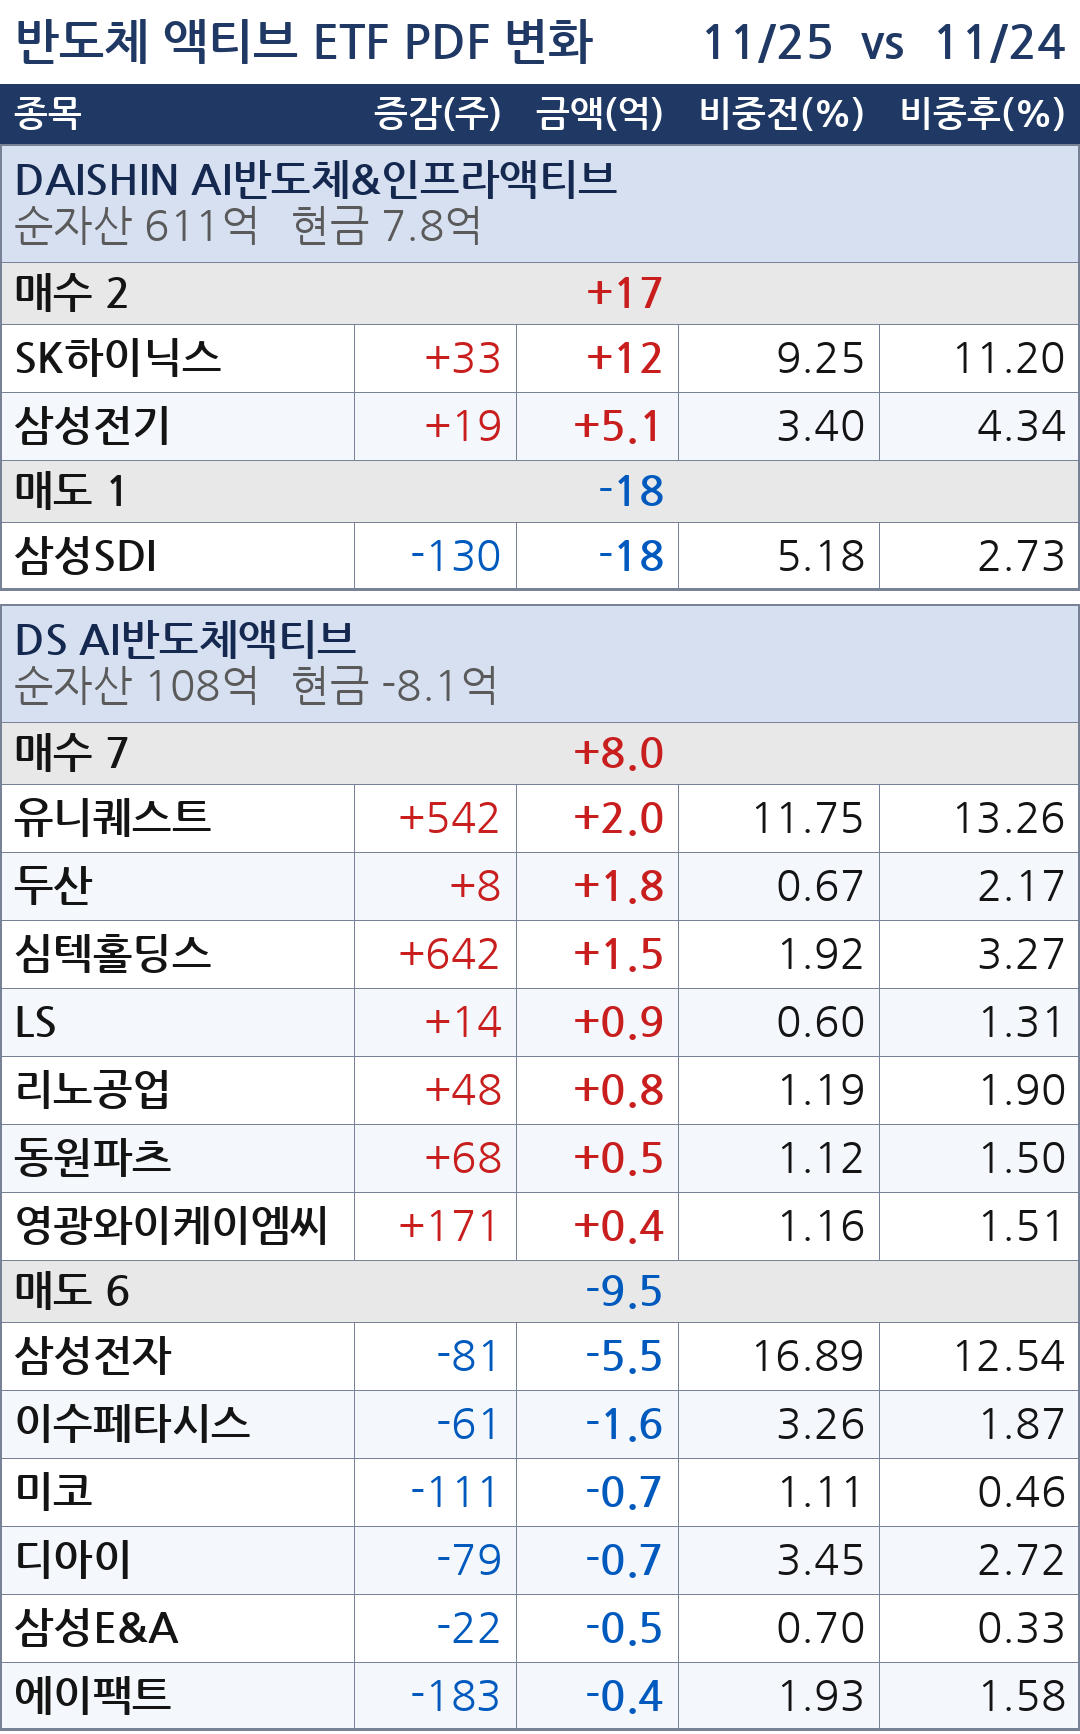 반도체 액티브 ETF PDF 변화 11/25 vs 11/24
종목 증감(주) 금액(억) 비중전(%) 비중후(%)
DAISHIN AI반도체&인프라액티브
순자산 611억 현금 7.8억
매수 2 +17
SK하이닉스 +33 +12 9.25 11.20
삼성전기 +19 +5.1 3.40 4.34
매도 1 -18
삼성SDI -130 -18 5.18 2.73
DS AI반도체액티브
순자산 108억 현금 -8.1억
매수 7 +8.0
유니퀘스트 +542 +2.0 11.75 13.26
두산 +8 +1.8 0.67 2.17
심텍홀딩스 +642 +1.5 1.92 3.27
LS +14 +0.9 0.60 1.31
리노공업 +48 +0.8 1.19 1.90
동원파츠 +68 +0.5 1.12 1.50
영광와이케이엠씨 +171 +0.4 1.16 1.51
매도 6 -9.5
삼성전자 -81 -5.5 16.89 12.54
이수페타시스 -61 -1.6 3.26 1.87
미코 -111 -0.7 1.11 0.46
디아이 -79 -0.7 3.45 2.72
삼성E&A -22 -0.5 0.70 0.33
에이팩트 -183 -0.4 1.93 1.58